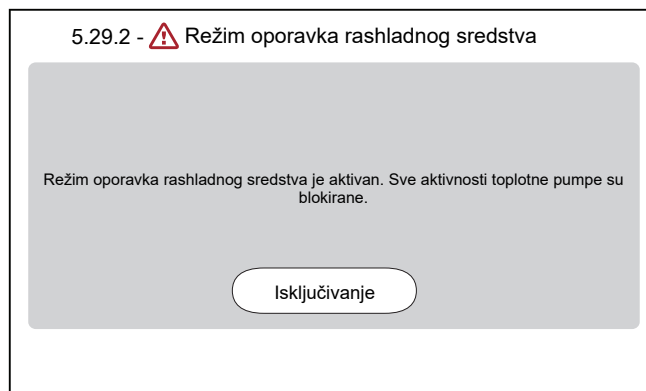 5.29.2 - Režim oporavka rashladnog sredstva
Režim oporavka rashladnog sredstva je aktivan. Sve aktivnosti toplotne pumpe su
blokirane.
Isključivanje